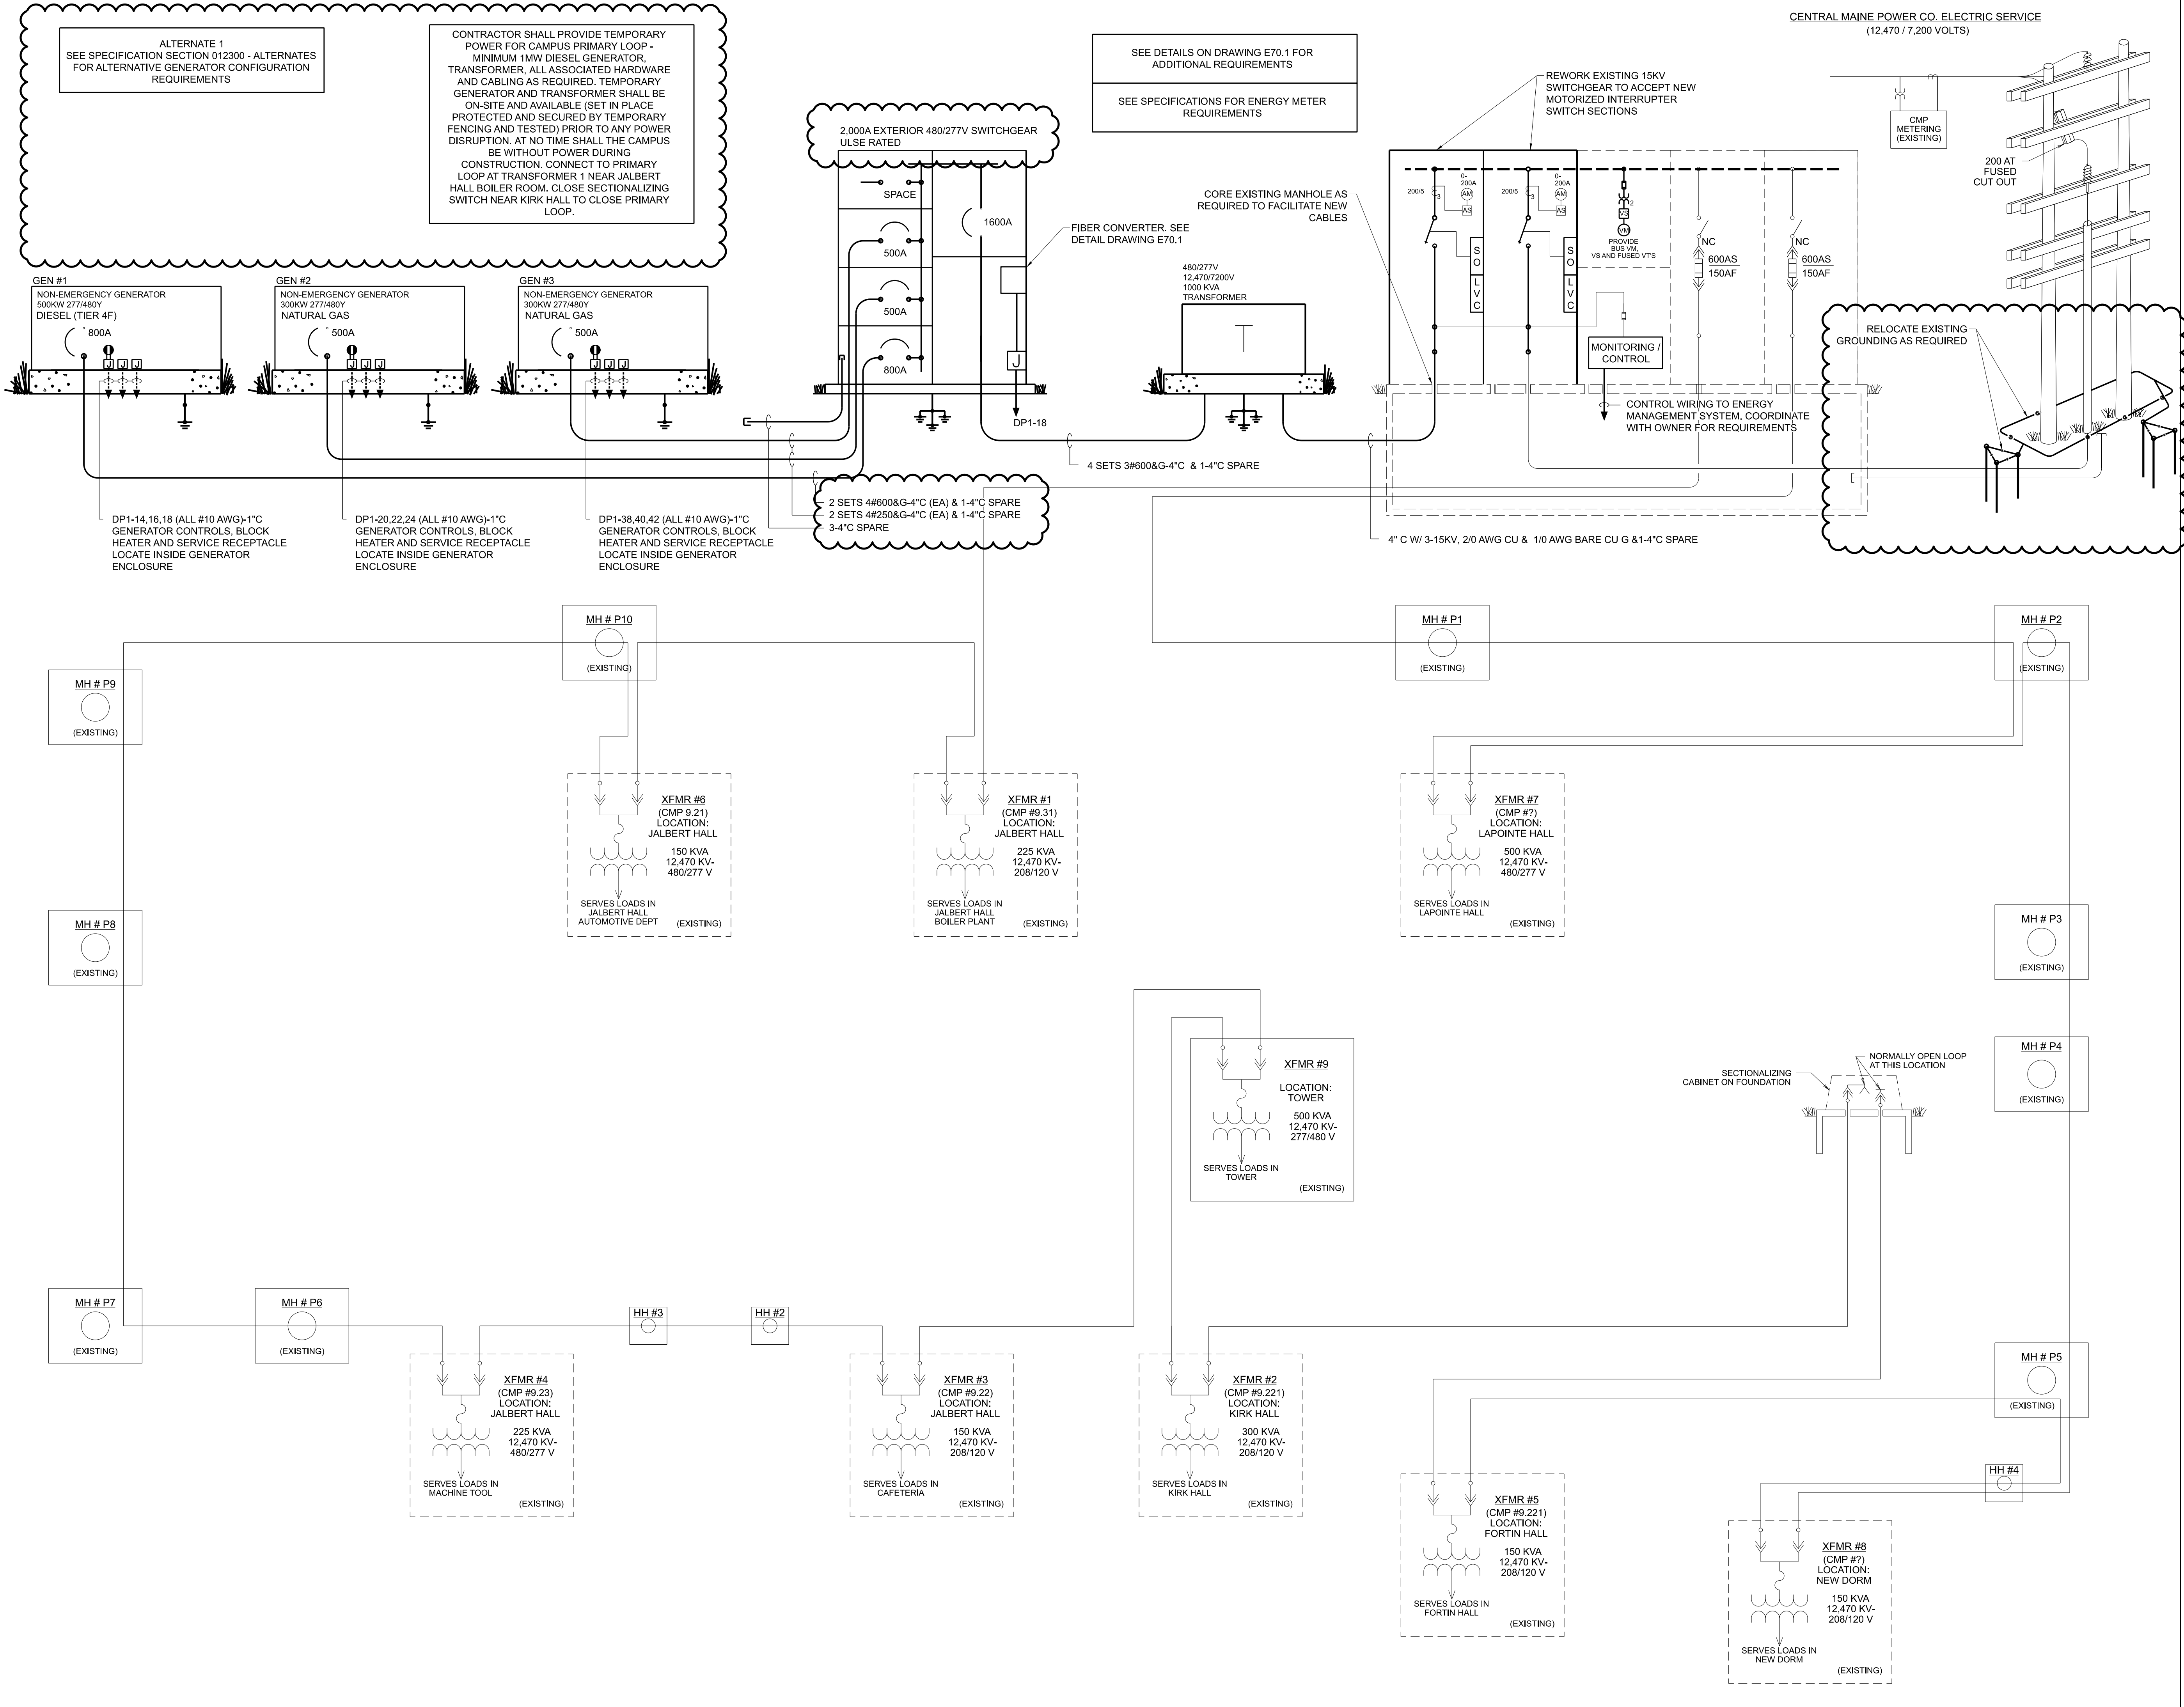 ALTERNATE 1
SEE SPECIFICATION SECTION 012300 - ALTERNATES
FOR ALTERNATIVE GENERATOR CONFIGURATION
REQUIREMENTS
CONTRACTOR SHALL PROVIDE TEMPORARY
POWER FOR CAMPUS PRIMARY LOOP -
MINIMUM 1MW DIESEL GENERATOR,
TRANSFORMER, ALL ASSOCIATED HARDWARE
AND CABLING AS REQUIRED. TEMPORARY
GENERATOR AND TRANSFORMER SHALL BE
ON-SITE AND AVAILABLE (SET IN PLACE
PROTECTED AND SECURED BY TEMPORARY
FENCING AND TESTED) PRIOR TO ANY POWER
DISRUPTION. AT NO TIME SHALL THE CAMPUS
BE WITHOUT POWER DURING
CONSTRUCTION. CONNECT TO PRIMARY
LOOP AT TRANSFORMER 1 NEAR JALBERT
HALL BOILER ROOM. CLOSE SECTIONALIZING
SWITCH NEAR KIRK HALL TO CLOSE PRIMARY
LOOP.
SEE DETAILS ON DRAWING E70.1 FOR
ADDITIONAL REQUIREMENTS
SEE SPECIFICATIONS FOR ENERGY METER
REQUIREMENTS
CENTRAL MAINE POWER CO. ELECTRIC SERVICE
(12,470 / 7,200 VOLTS)
CMP
METERING
(EXISTING)
200 AT
FUSED
CUT OUT
REWORK EXISTING 15KV
SWITCHGEAR TO ACCEPT NEW
MOTORIZED INTERRUPTER
SWITCH SECTIONS
2,000A EXTERIOR 480/277V SWITCHGEAR
ULSE RATED
SPACE
500A
500A
800A
1600A
J
DP1-18
FIBER CONVERTER. SEE
DETAIL DRAWING E70.1
CORE EXISTING MANHOLE AS
REQUIRED TO FACILITATE NEW
CABLES
480/277V
12,470/7200V
1000 KVA
TRANSFORMER
200/5
3
0-
200A
AM
AS
S
O
L
V
C
200/5
3
0-
200A
AM
AS
S
O
L
V
C
2
VS
VM
PROVIDE
BUS VM,
VS AND FUSED VT'S
NC
600AS
150AF
NC
600AS
150AF
MONITORING /
CONTROL
CONTROL WIRING TO ENERGY
MANAGEMENT SYSTEM, COORDINATE
WITH OWNER FOR REQUIREMENTS
RELOCATE EXISTING
GROUNDING AS REQUIRED
GEN #1
NON-EMERGENCY GENERATOR
500KW 277/480Y
DIESEL (TIER 4F)
800A
J J J
GEN #2
NON-EMERGENCY GENERATOR
300KW 277/480Y
NATURAL GAS
500A
J J J
GEN #3
NON-EMERGENCY GENERATOR
300KW 277/480Y
NATURAL GAS
500A
J J J
4 SETS 3#600&G-4"C & 1-4"C SPARE
2 SETS 4#600&G-4"C (EA) & 1-4"C SPARE
2 SETS 4#250&G-4"C (EA) & 1-4"C SPARE
3-4"C SPARE
4" C W/ 3-15KV, 2/0 AWG CU & 1/0 AWG BARE CU G &1-4"C SPARE
DP1-14,16,18 (ALL #10 AWG)-1"C
GENERATOR CONTROLS, BLOCK
HEATER AND SERVICE RECEPTACLE
LOCATE INSIDE GENERATOR
ENCLOSURE
DP1-20,22,24 (ALL #10 AWG)-1"C
GENERATOR CONTROLS, BLOCK
HEATER AND SERVICE RECEPTACLE
LOCATE INSIDE GENERATOR
ENCLOSURE
DP1-38,40,42 (ALL #10 AWG)-1"C
GENERATOR CONTROLS, BLOCK
HEATER AND SERVICE RECEPTACLE
LOCATE INSIDE GENERATOR
ENCLOSURE
MH # P10
(EXISTING)
MH # P1
(EXISTING)
MH # P2
(EXISTING)
MH # P9
(EXISTING)
XFMR #6
(CMP 9.21)
LOCATION:
JALBERT HALL
150 KVA
12,470 KV-
480/277 V
SERVES LOADS IN
JALBERT HALL
AUTOMOTIVE DEPT
(EXISTING)
XFMR #1
(CMP #9.31)
LOCATION:
JALBERT HALL
225 KVA
12,470 KV-
208/120 V
SERVES LOADS IN
JALBERT HALL
BOILER PLANT
(EXISTING)
XFMR #7
(CMP #?)
LOCATION:
LAPOINTE HALL
500 KVA
12,470 KV-
480/277 V
SERVES LOADS IN
LAPOINTE HALL
(EXISTING)
MH # P8
(EXISTING)
MH # P3
(EXISTING)
XFMR #9
LOCATION:
TOWER
500 KVA
12,470 KV-
277/480 V
SERVES LOADS IN
TOWER
(EXISTING)
SECTIONALIZING
CABINET ON FOUNDATION
NORMALLY OPEN LOOP
AT THIS LOCATION
MH # P4
(EXISTING)
MH # P7
(EXISTING)
MH # P6
(EXISTING)
HH #3
HH #2
XFMR #4
(CMP #9.23)
LOCATION:
JALBERT HALL
225 KVA
12,470 KV-
480/277 V
SERVES LOADS IN
MACHINE TOOL
(EXISTING)
XFMR #3
(CMP #9.22)
LOCATION:
JALBERT HALL
150 KVA
12,470 KV-
208/120 V
SERVES LOADS IN
CAFETERIA
(EXISTING)
XFMR #2
(CMP #9.221)
LOCATION:
KIRK HALL
300 KVA
12,470 KV-
208/120 V
SERVES LOADS IN
KIRK HALL
(EXISTING)
MH # P5
(EXISTING)
HH #4
XFMR #5
(CMP #9.221)
LOCATION:
FORTIN HALL
150 KVA
12,470 KV-
208/120 V
SERVES LOADS IN
FORTIN HALL
(EXISTING)
XFMR #8
(CMP #?)
LOCATION:
NEW DORM
150 KVA
12,470 KV-
208/120 V
SERVES LOADS IN
NEW DORM
(EXISTING)